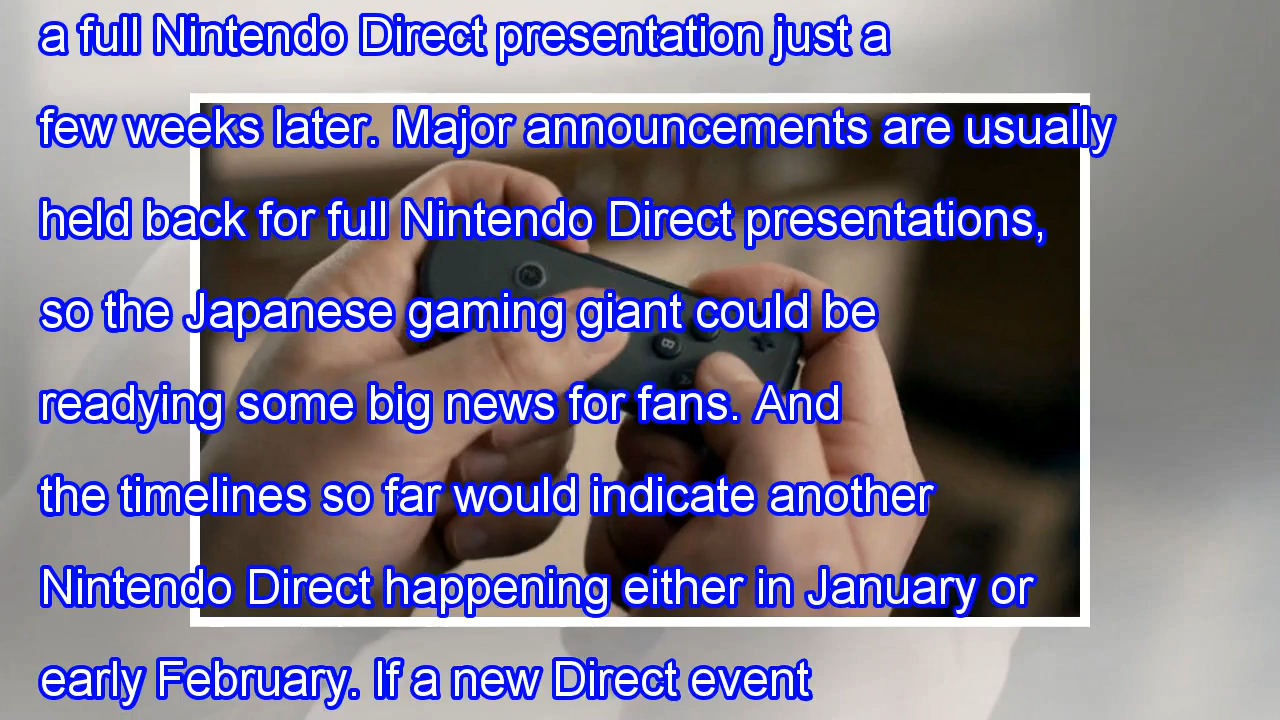 a full Nintendo Direct presentation just a
few weeks later. Major announcements are usually
held back for full Nintendo Direct presentations,
so the Japanese gaming giant could be
readying some big news for fans. And
the timelines so far would indicate another
Nintendo Direct happening either in January or
early February. If a new Direct event
B
A